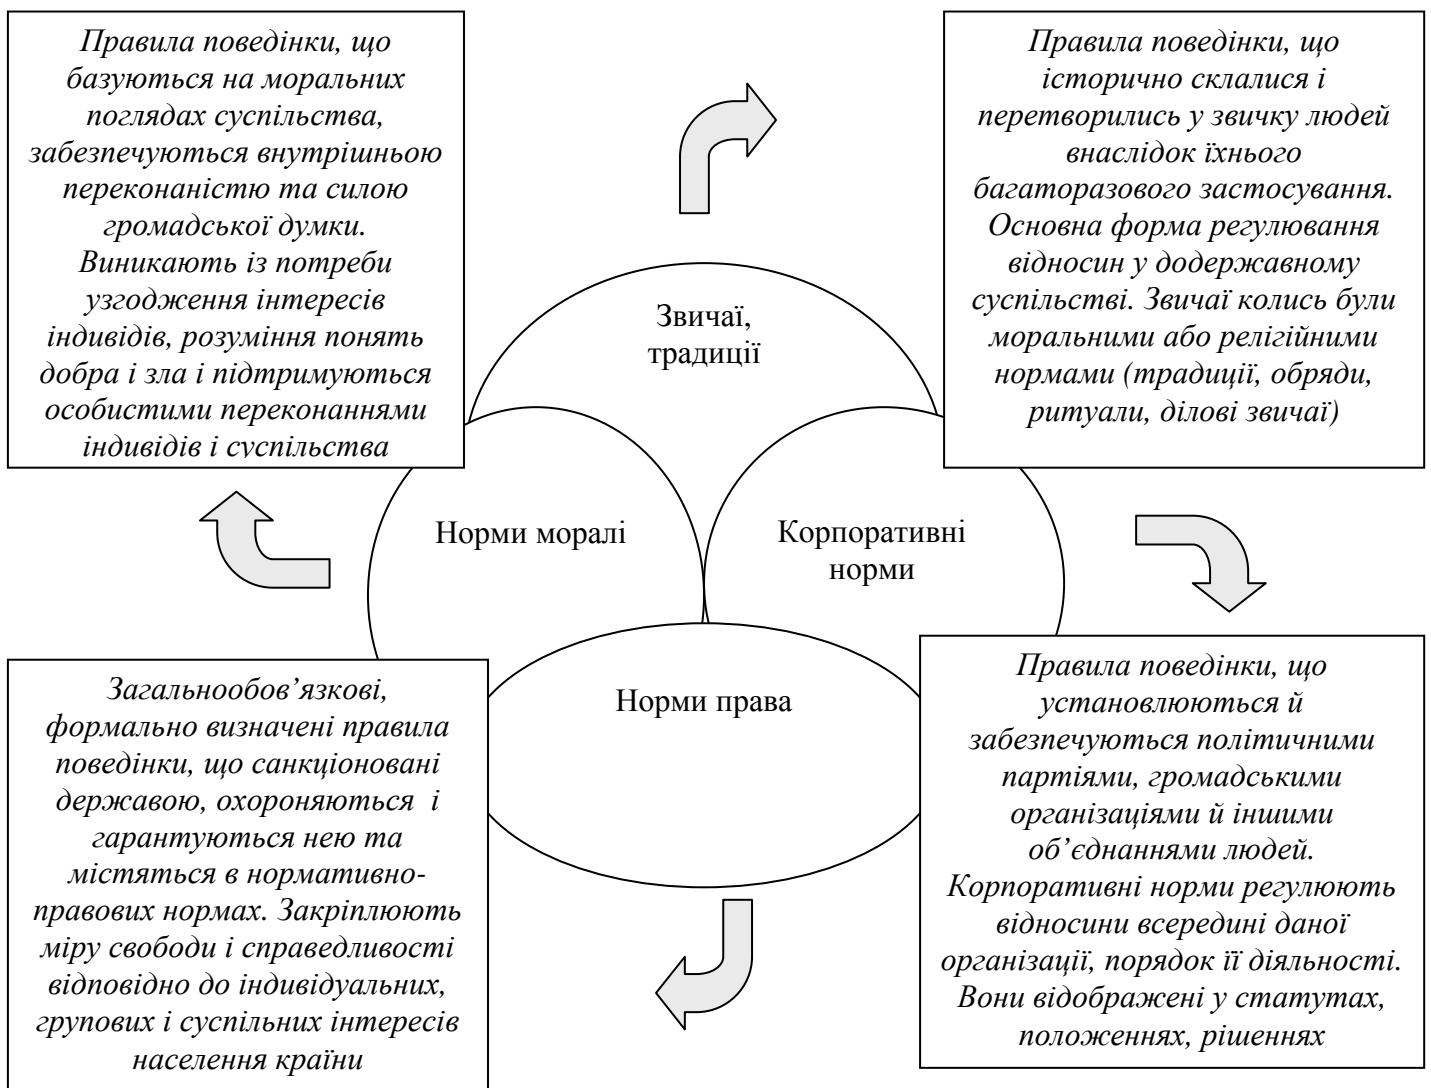 Правила поведінки, що
базуються на моральних
поглядах суспільства,
забезпечуються внутрішньою
переконаністю та силою
громадської думки.
Виникають із потреби
узгодження інтересів
індивідів, розуміння понять
добра і зла і підтримуються
особистими переконаннями
індивідів і суспільства
Правила поведінки, що
історично склалися і
перетворились у звичку людей
внаслідок їхнього
багаторазового застосування.
Основна форма регулювання
відносин у додержавному
суспільстві. Звичаї колись були
моральними або релігійними
нормами (традиції, обряди,
ритуали, ділові звичаї)
Звичаї,
традиції
Норми моралі
Корпоративні
норми
Норми права
Загальнообов’язкові,
формально визначені правила
поведінки, що санкціоновані
державою, охороняються і
гарантуються нею та
містяться в нормативно-
правових нормах. Закріплюють
міру свободи і справедливості
відповідно до індивідуальних,
групових і суспільних інтересів
населення країни
Правила поведінки, що
установлюються й
забезпечуються політичними
партіями, громадськими
організаціями й іншими
об’єднаннями людей.
Корпоративні норми регулюють
відносини всередині даної
організації, порядок її діяльності.
Вони відображені у статутах,
положеннях, рішеннях